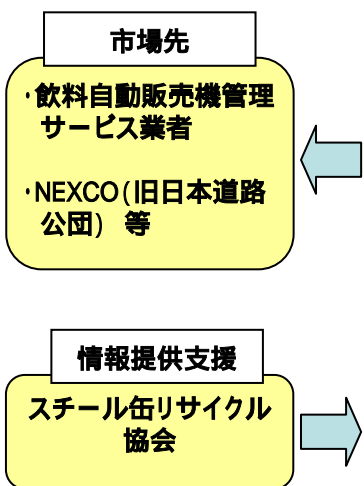 市場先
・飲料自動販売機管理
サービス業者
・NEXCO(旧日本道路
公団) 等
情報提供支援
スチール缶リサイクル
協会